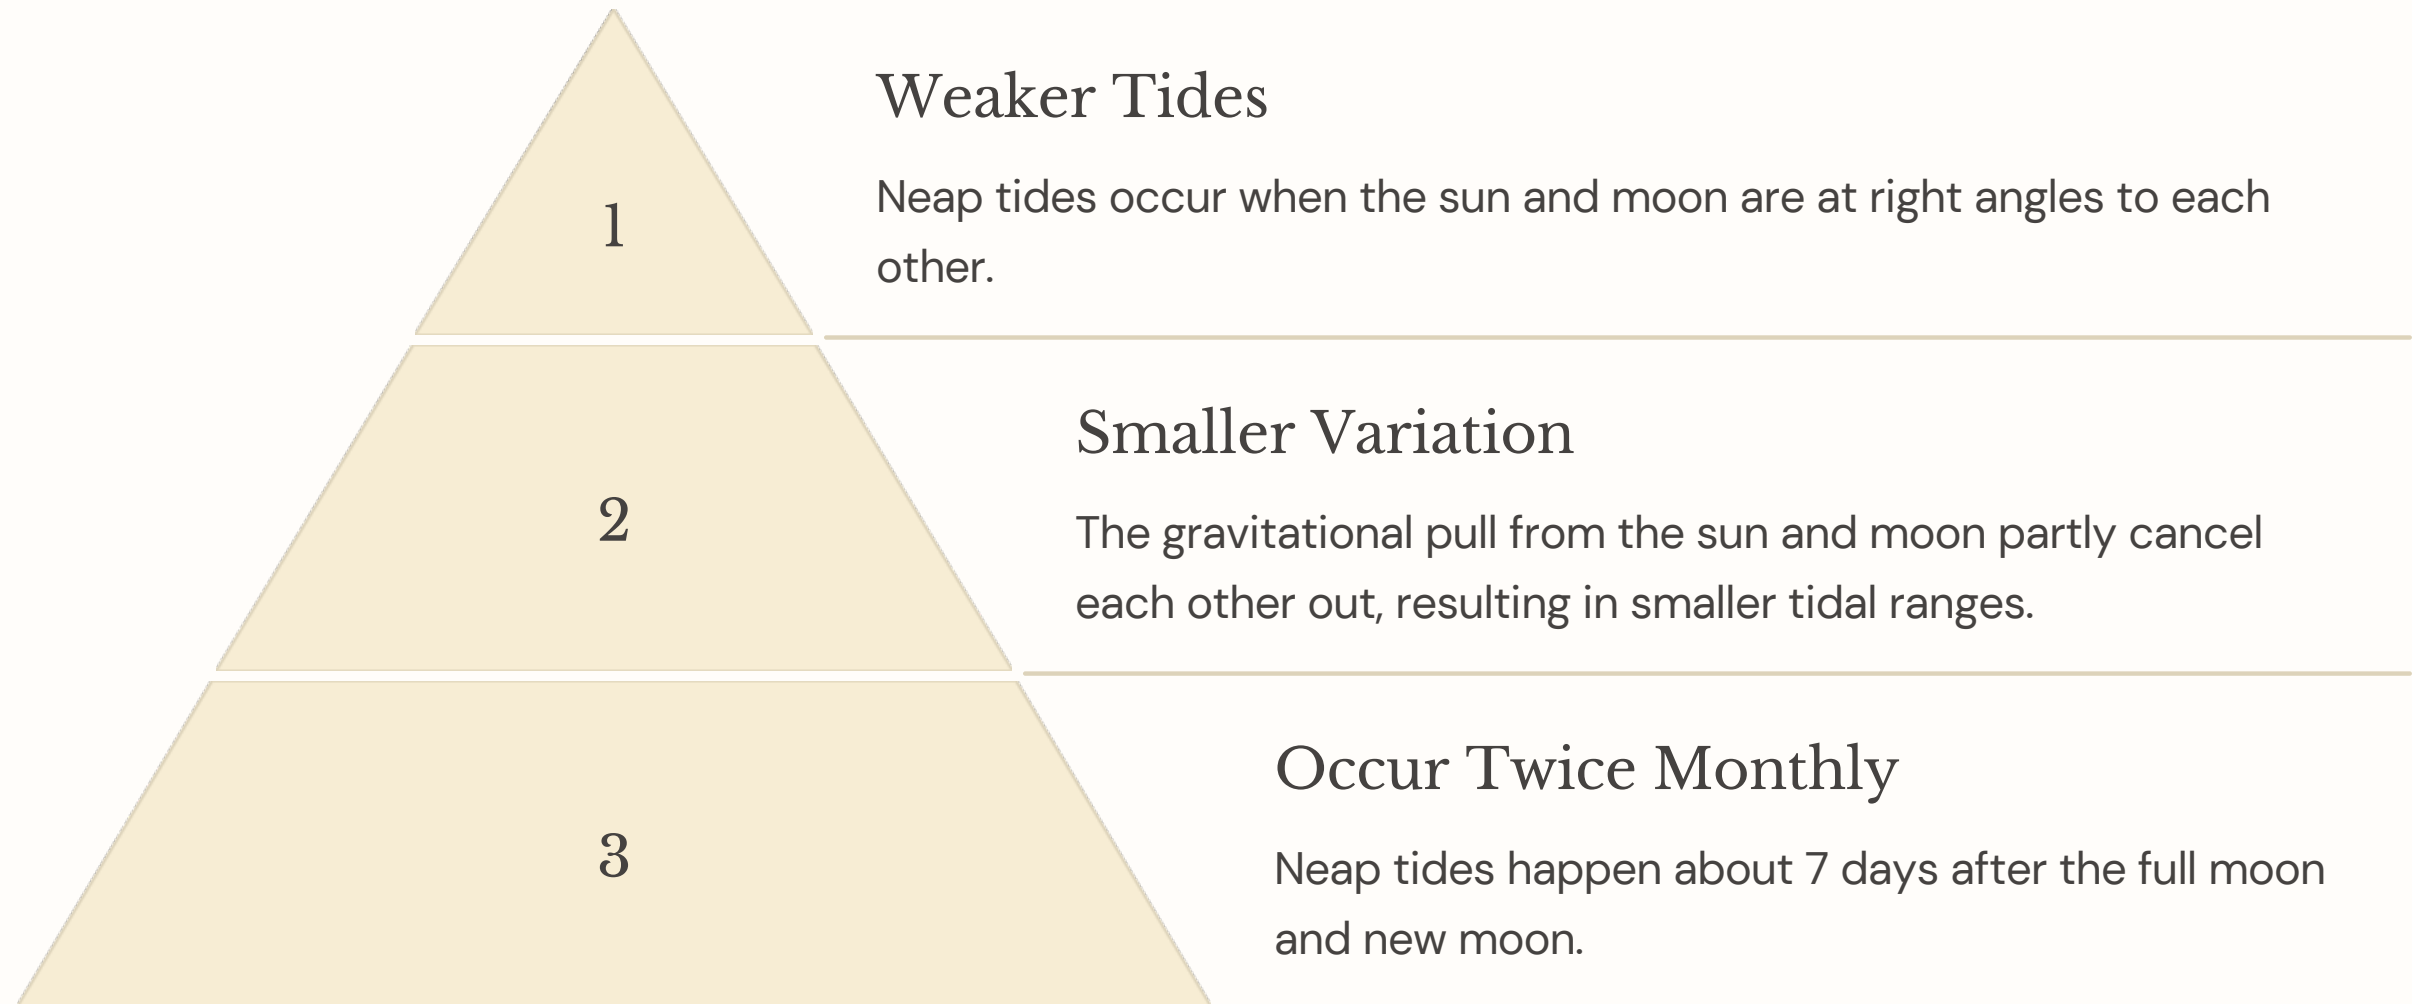 1
Weaker Tides
Neap tides occur when the sun and moon are at right angles to each
other.
2
Smaller Variation
The gravitational pull from the sun and moon partly cancel
each other out, resulting in smaller tidal ranges.
3
Occur Twice Monthly
Neap tides happen about 7 days after the full moon
and new moon.